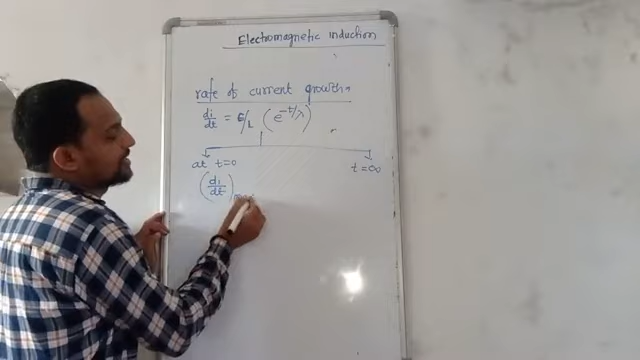 Electromagnetic induction
rate of current growth
di/dt = E/L (e^-t/λ)
at t=0 t=∞
(di/dt)